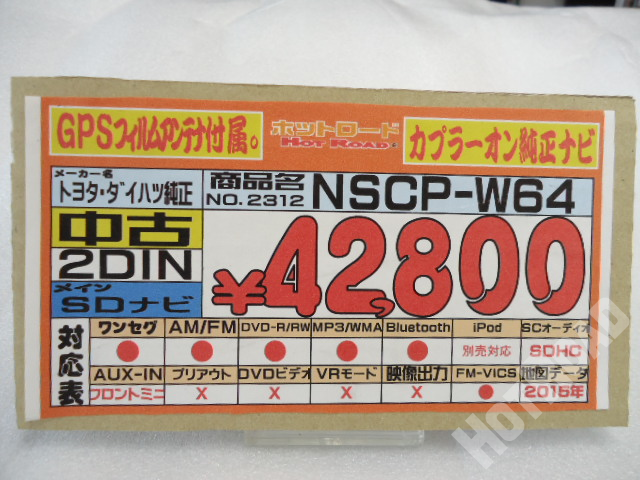 GPSフィルムアンテナ付属。
ホットロード
HOT ROAD
カプラーオン純正ナビ
メーカー名
トヨタ・ダイハツ純正
商品名
NO.2312
NSCP-W64
中古
2DIN
メイン
SDナビ
¥42,800
対応表
ワンセグ AM/FM DVD-R/RW MP3/WMA Bluetooth iPod SCオーディオ
● ● ● ● ● 別売対応 SDHC
AUX-IN プリアウト DVDビデオ VRモード 映像出力 FM-VICS 地図データ
フロントミニ X X X X ● 2015年
HOT ROAD